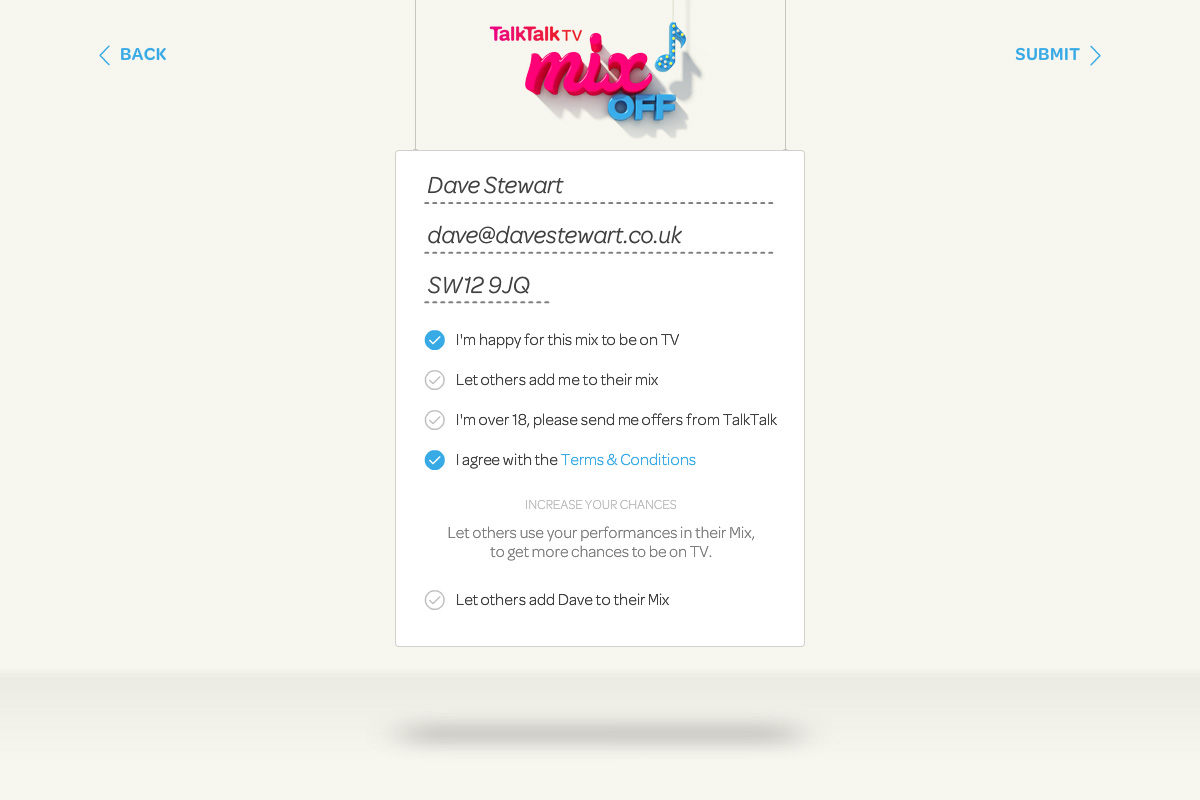 BACK
TalkTalk TV
mix
OFF
SUBMIT
Dave Stewart
dave@davestewart.co.uk
SW12 9JQ
I'm happy for this mix to be on TV
Let others add me to their mix
I'm over 18, please send me offers from TalkTalk
I agree with the Terms & Conditions
INCREASE YOUR CHANCES
Let others use your performances in their Mix,
to get more chances to be on TV.
Let others add Dave to their Mix